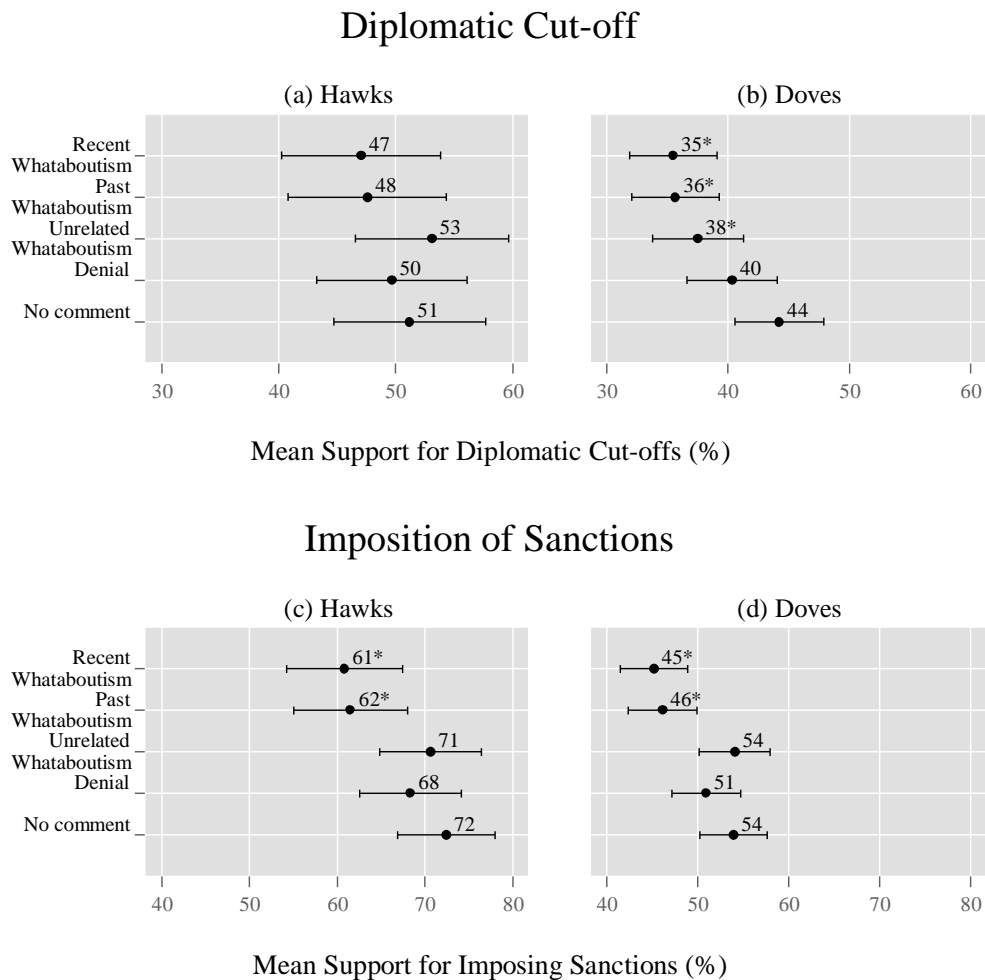 Diplomatic Cut-off
(a) Hawks
(b) Doves
Recent
Whataboutism
Past
Whataboutism
Unrelated
Whataboutism
Denial
No comment
47
48
53
50
51
35*
36*
38*
40
44
30 40 50 60
30 40 50 60
Mean Support for Diplomatic Cut-offs (%)
Imposition of Sanctions
(c) Hawks
(d) Doves
Recent
Whataboutism
Past
Whataboutism
Unrelated
Whataboutism
Denial
No comment
61*
62*
71
68
72
45*
46*
54
51
54
40 50 60 70 80
40 50 60 70 80
Mean Support for Imposing Sanctions (%)